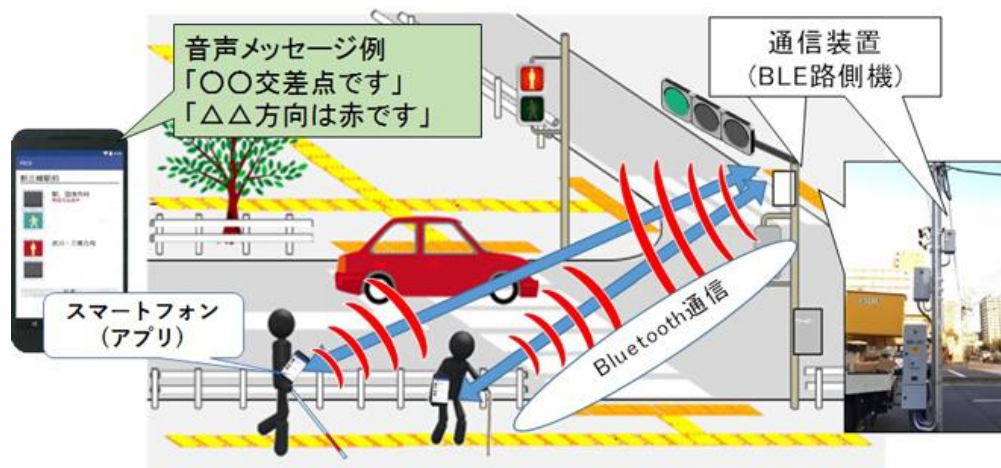 音声メッセージ例
「〇〇交差点です」
「△△方向は赤です」
通信装置
(BLE路側機)
スマートフォン
(アプリ)
Bluetooth通信